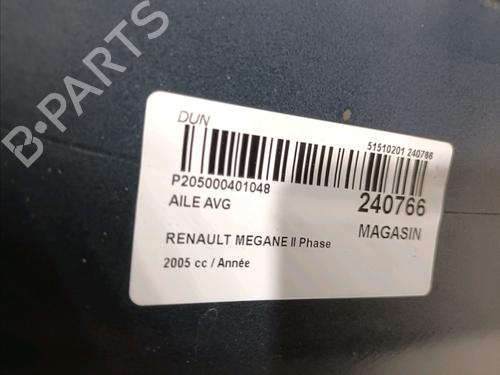 B-PARTS
DUN
51510201 240766
P205000401048
240766
AILE AVG
MAGASIN
RENAULT MEGANE II Phase
2005 cc / Année